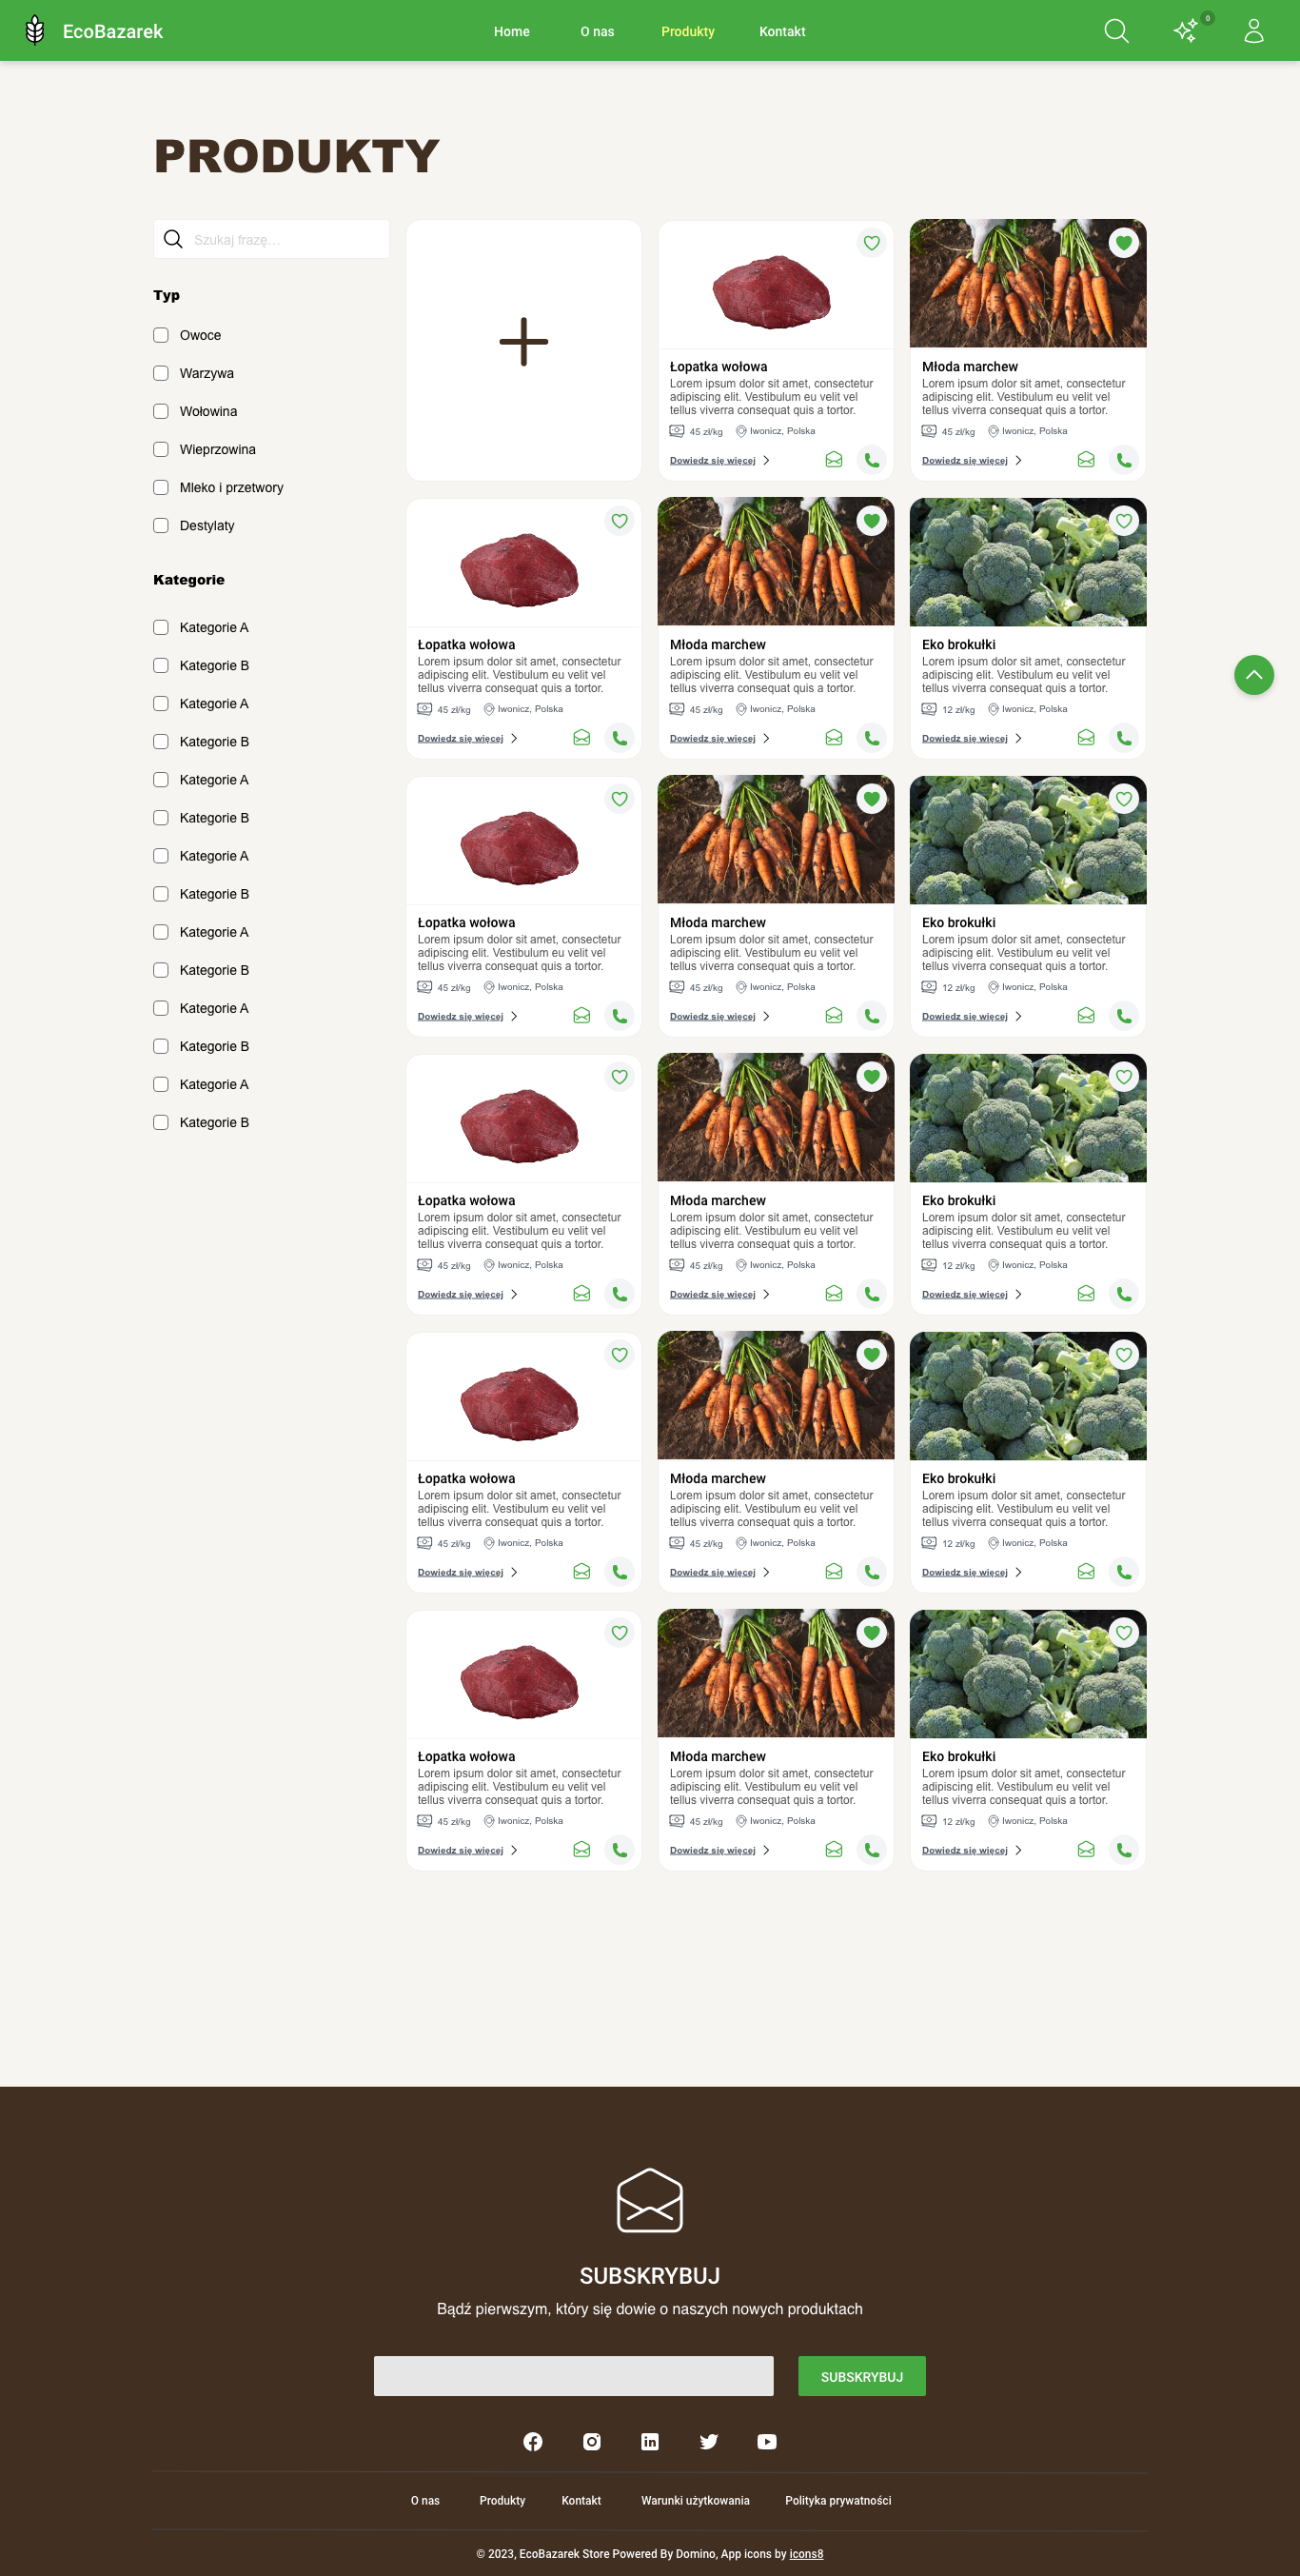 EcoBazarek
Home
O nas
Produkty
Kontakt
0
PRODUKTY
Szukaj frazę...
Typ
Owoce
Warzywa
Wołowina
Wieprzowina
Mleko i przetwory
Destylaty
Kategorie
Kategorie A
Kategorie B
Kategorie A
Kategorie B
Kategorie A
Kategorie B
Kategorie A
Kategorie B
Kategorie A
Kategorie B
Kategorie A
Kategorie B
Kategorie A
Kategorie B
Łopatka wołowa
Lorem ipsum dolor sit amet, consectetur
adipiscing elit. Vestibulum eu velit vel
tellus viverra consequat quis a tortor.
45 zł/kg
Iwonicz, Polska
Dowiedz się więcej
Młoda marchew
Lorem ipsum dolor sit amet, consectetur
adipiscing elit. Vestibulum eu velit vel
tellus viverra consequat quis a tortor.
45 zł/kg
Iwonicz, Polska
Dowiedz się więcej
Łopatka wołowa
Lorem ipsum dolor sit amet, consectetur
adipiscing elit. Vestibulum eu velit vel
tellus viverra consequat quis a tortor.
45 zł/kg
Iwonicz, Polska
Dowiedz się więcej
Młoda marchew
Lorem ipsum dolor sit amet, consectetur
adipiscing elit. Vestibulum eu velit vel
tellus viverra consequat quis a tortor.
45 zł/kg
Iwonicz, Polska
Dowiedz się więcej
Eko brokułki
Lorem ipsum dolor sit amet, consectetur
adipiscing elit. Vestibulum eu velit vel
tellus viverra consequat quis a tortor.
12 zł/kg
Iwonicz, Polska
Dowiedz się więcej
Łopatka wołowa
Lorem ipsum dolor sit amet, consectetur
adipiscing elit. Vestibulum eu velit vel
tellus viverra consequat quis a tortor.
45 zł/kg
Iwonicz, Polska
Dowiedz się więcej
Młoda marchew
Lorem ipsum dolor sit amet, consectetur
adipiscing elit. Vestibulum eu velit vel
tellus viverra consequat quis a tortor.
45 zł/kg
Iwonicz, Polska
Dowiedz się więcej
Eko brokułki
Lorem ipsum dolor sit amet, consectetur
adipiscing elit. Vestibulum eu velit vel
tellus viverra consequat quis a tortor.
12 zł/kg
Iwonicz, Polska
Dowiedz się więcej
Łopatka wołowa
Lorem ipsum dolor sit amet, consectetur
adipiscing elit. Vestibulum eu velit vel
tellus viverra consequat quis a tortor.
45 zł/kg
Iwonicz, Polska
Dowiedz się więcej
Młoda marchew
Lorem ipsum dolor sit amet, consectetur
adipiscing elit. Vestibulum eu velit vel
tellus viverra consequat quis a tortor.
45 zł/kg
Iwonicz, Polska
Dowiedz się więcej
Eko brokułki
Lorem ipsum dolor sit amet, consectetur
adipiscing elit. Vestibulum eu velit vel
tellus viverra consequat quis a tortor.
12 zł/kg
Iwonicz, Polska
Dowiedz się więcej
Łopatka wołowa
Lorem ipsum dolor sit amet, consectetur
adipiscing elit. Vestibulum eu velit vel
tellus viverra consequat quis a tortor.
45 zł/kg
Iwonicz, Polska
Dowiedz się więcej
Młoda marchew
Lorem ipsum dolor sit amet, consectetur
adipiscing elit. Vestibulum eu velit vel
tellus viverra consequat quis a tortor.
45 zł/kg
Iwonicz, Polska
Dowiedz się więcej
Eko brokułki
Lorem ipsum dolor sit amet, consectetur
adipiscing elit. Vestibulum eu velit vel
tellus viverra consequat quis a tortor.
12 zł/kg
Iwonicz, Polska
Dowiedz się więcej
Łopatka wołowa
Lorem ipsum dolor sit amet, consectetur
adipiscing elit. Vestibulum eu velit vel
tellus viverra consequat quis a tortor.
45 zł/kg
Iwonicz, Polska
Dowiedz się więcej
Młoda marchew
Lorem ipsum dolor sit amet, consectetur
adipiscing elit. Vestibulum eu velit vel
tellus viverra consequat quis a tortor.
45 zł/kg
Iwonicz, Polska
Dowiedz się więcej
Eko brokułki
Lorem ipsum dolor sit amet, consectetur
adipiscing elit. Vestibulum eu velit vel
tellus viverra consequat quis a tortor.
12 zł/kg
Iwonicz, Polska
Dowiedz się więcej
SUBSKRYBUJ
Bądź pierwszym, który się dowie o naszych nowych produktach
SUBSKRYBUJ
O nas
Produkty
Kontakt
Warunki użytkowania
Polityka prywatności
© 2023, EcoBazarek Store Powered By Domino, App icons by icons8